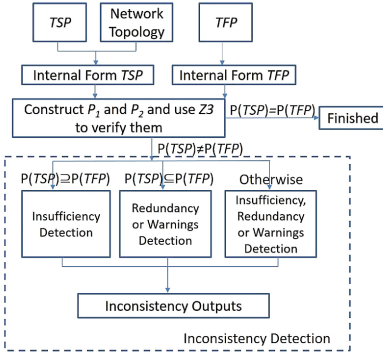 TSP
Network
Topology
TFP
Internal Form TSP
Internal Form TFP
Construct P₁ and P₂ and use Z3
to verify them
P(TSP)=P(TFP)
Finished
P(TSP)≠P(TFP)
P(TSP)⊇P(TFP)
P(TSP)⊆P(TFP)
Otherwise
Insufficiency
Detection
Redundancy
or Warnings
Detection
Insufficiency,
Redundancy
or Warnings
Detection
Inconsistency Outputs
Inconsistency Detection